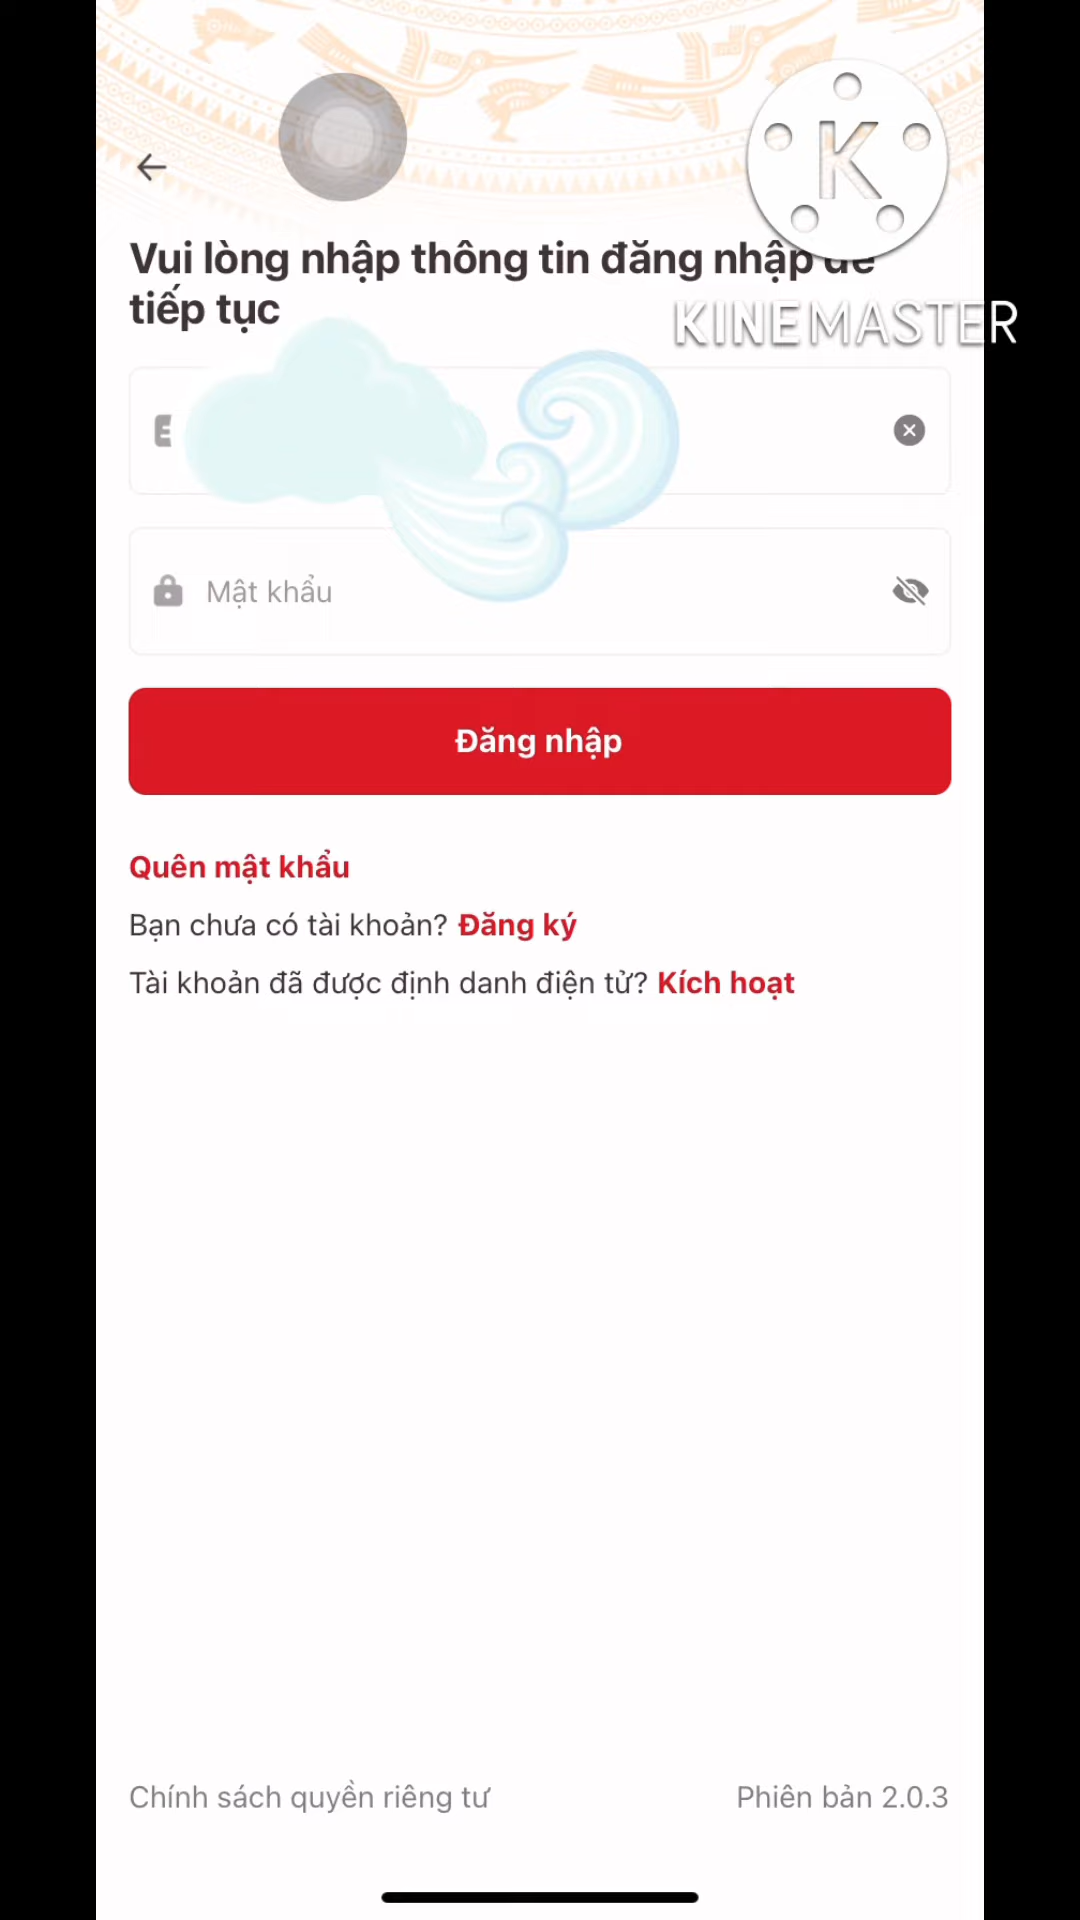 K
Vui lòng nhập thông tin đăng nhập để
tiếp tục
KINEMASTER
Mật khẩu
Đăng nhập
Quên mật khẩu
Bạn chưa có tài khoản? Đăng ký
Tài khoản đã được định danh điện tử? Kích hoạt
Chính sách quyền riêng tư
Phiên bản 2.0.3